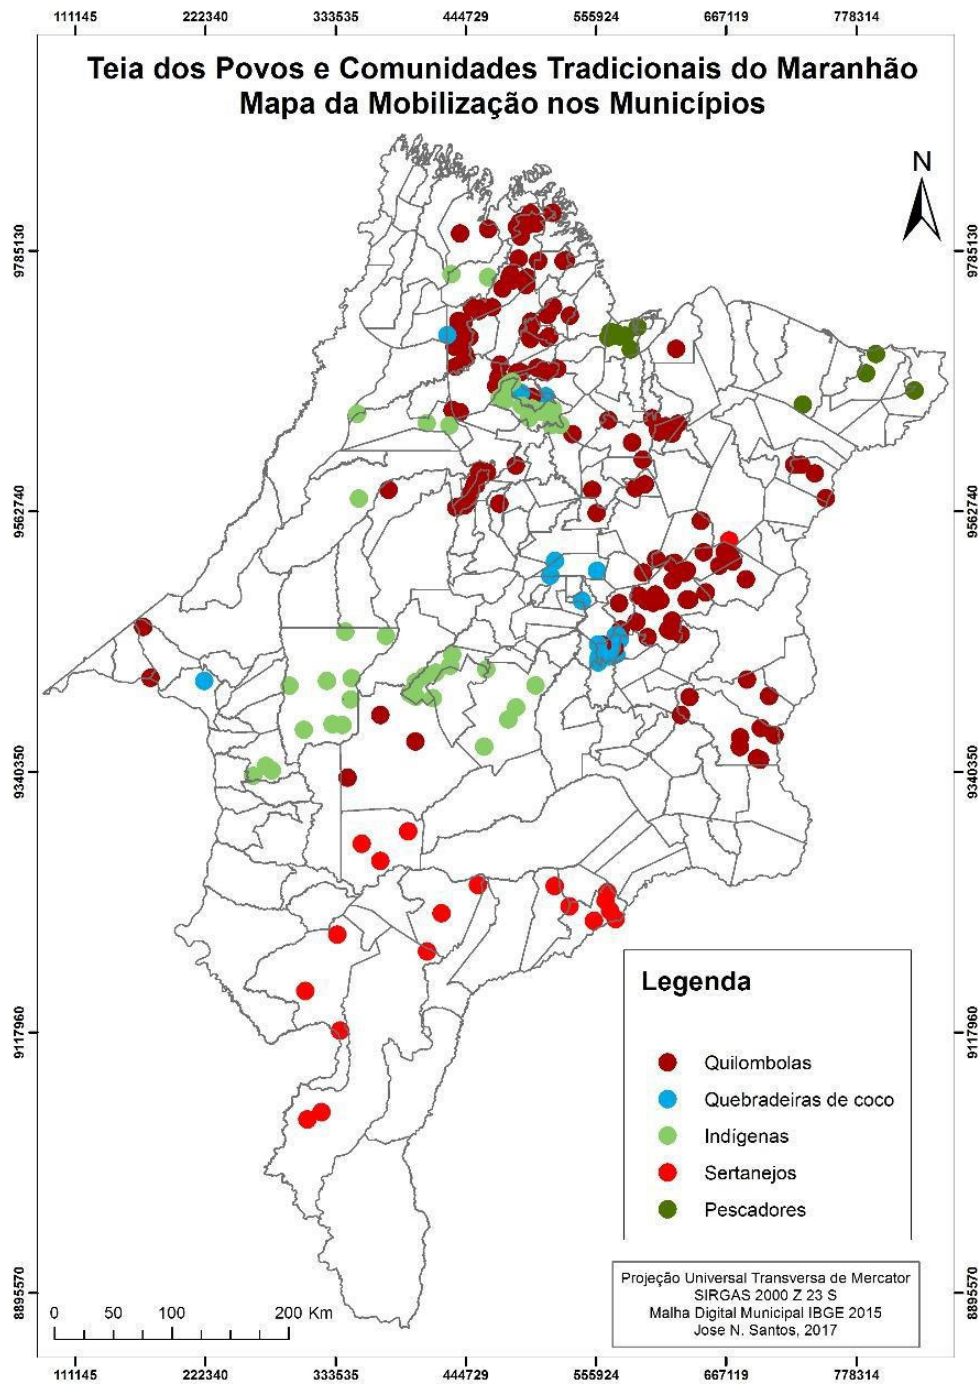 111145 222340 333535 444729 555924 667119 778314
Teia dos Povos e Comunidades Tradicionais do Maranhão
Mapa da Mobilização nos Municípios
N
9785130 9785130
9562740 9562740
9340350 9340350
9117960 9117960
8895570 8895570
Legenda
Quilombolas
Quebradeiras de coco
Indígenas
Sertanejos
Pescadores
Projeção Universal Transversa de Mercator
SIRGAS 2000 Z 23 S
Malha Digital Municipal IBGE 2015
Jose N. Santos, 2017
0 50 100 200 Km
111145 222340 333535 444729 555924 667119 778314